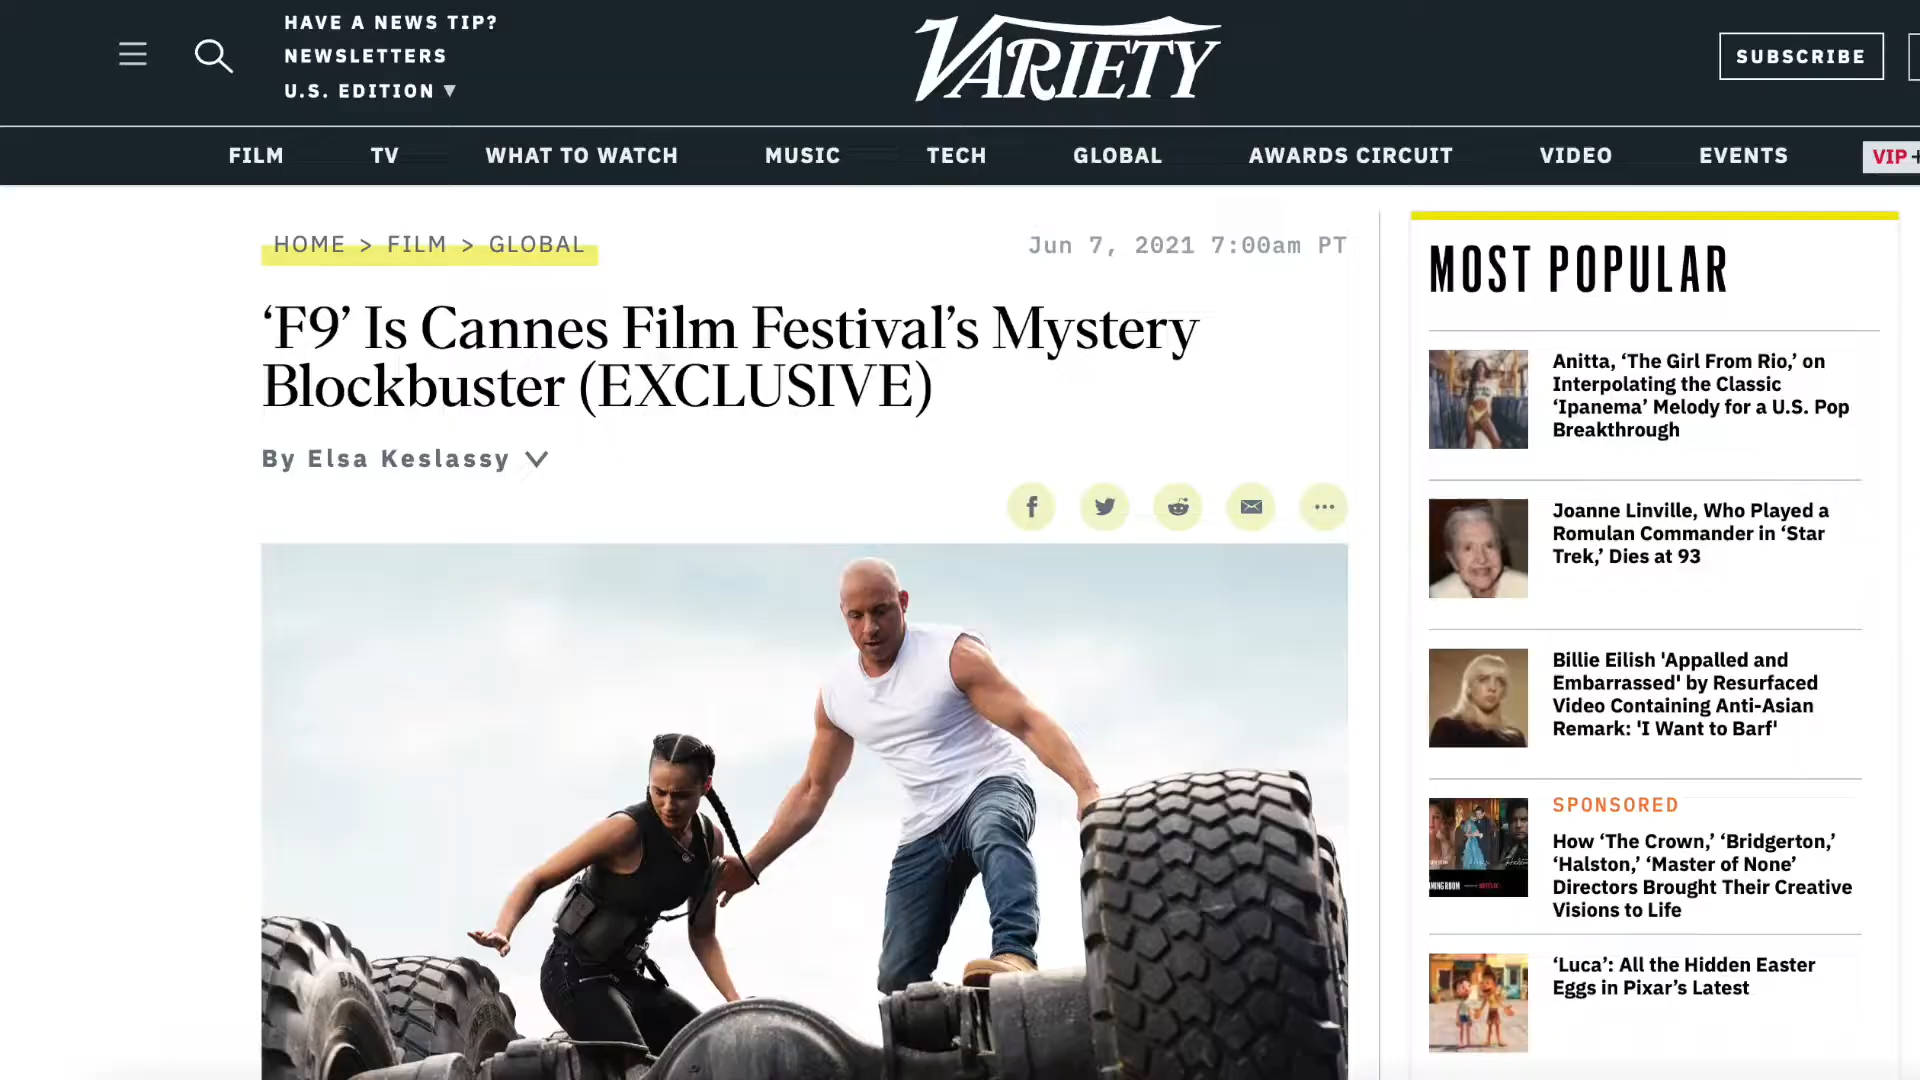 HAVE A NEWS TIP?
NEWSLETTERS
U.S. EDITION ▼
VARIETY
SUBSCRIBE
FILM TV WHAT TO WATCH MUSIC TECH GLOBAL AWARDS CIRCUIT VIDEO EVENTS VIP+
HOME > FILM > GLOBAL
Jun 7, 2021 7:00am PT
‘F9’ Is Cannes Film Festival’s Mystery
Blockbuster (EXCLUSIVE)
By Elsa Keslassy
MOST POPULAR
Anitta, ‘The Girl From Rio,’ on
Interpolating the Classic
‘Ipanema’ Melody for a U.S. Pop
Breakthrough
Joanne Linville, Who Played a
Romulan Commander in ‘Star
Trek,’ Dies at 93
Billie Eilish 'Appalled and
Embarrassed' by Resurfaced
Video Containing Anti-Asian
Remark: 'I Want to Barf'
SPONSORED
How ‘The Crown,’ ‘Bridgerton,’
‘Halston,’ ‘Master of None’
Directors Brought Their Creative
Visions to Life
‘Luca’: All the Hidden Easter
Eggs in Pixar’s Latest